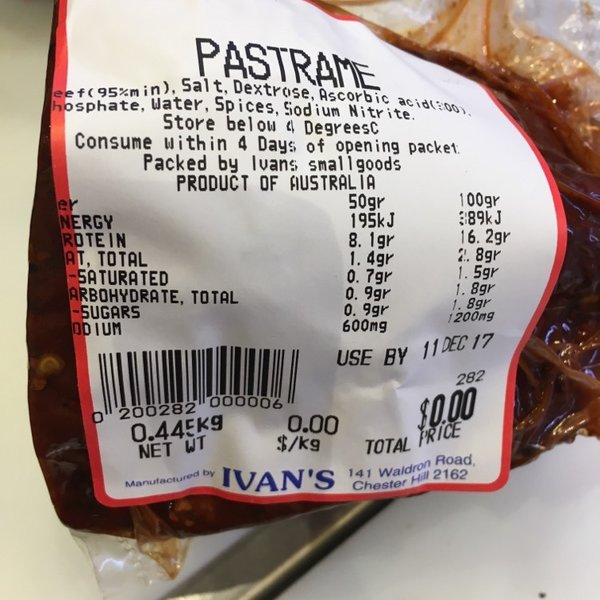 PASTRAME
eef(95%min), Salt, Dextrose, Ascorbic acid(300),
hosphate, Water, Spices, Sodium Nitrite.
Store below 4 DegreesC
Consume within 4 Days of opening packet.
Packed by Ivans smallgoods
PRODUCT OF AUSTRALIA
er 50gr 100gr
NERGY 195kJ 389kJ
ROTEIN 8.1gr 16.2gr
AT, TOTAL 1.4gr 2.8gr
-SATURATED 0.7gr 1.5gr
ARBOHYDRATE, TOTAL 0.9gr 1.8gr
-SUGARS 0.9gr 1.8gr
ODIUM 600mg 1200mg
USE BY 11 DEC 17
282
0 200282 000006
0.445kg 0.00 $0.00
NET WT $/kg TOTAL PRICE
Manufactured by IVAN'S 141 Waldron Road,
Chester Hill 2162